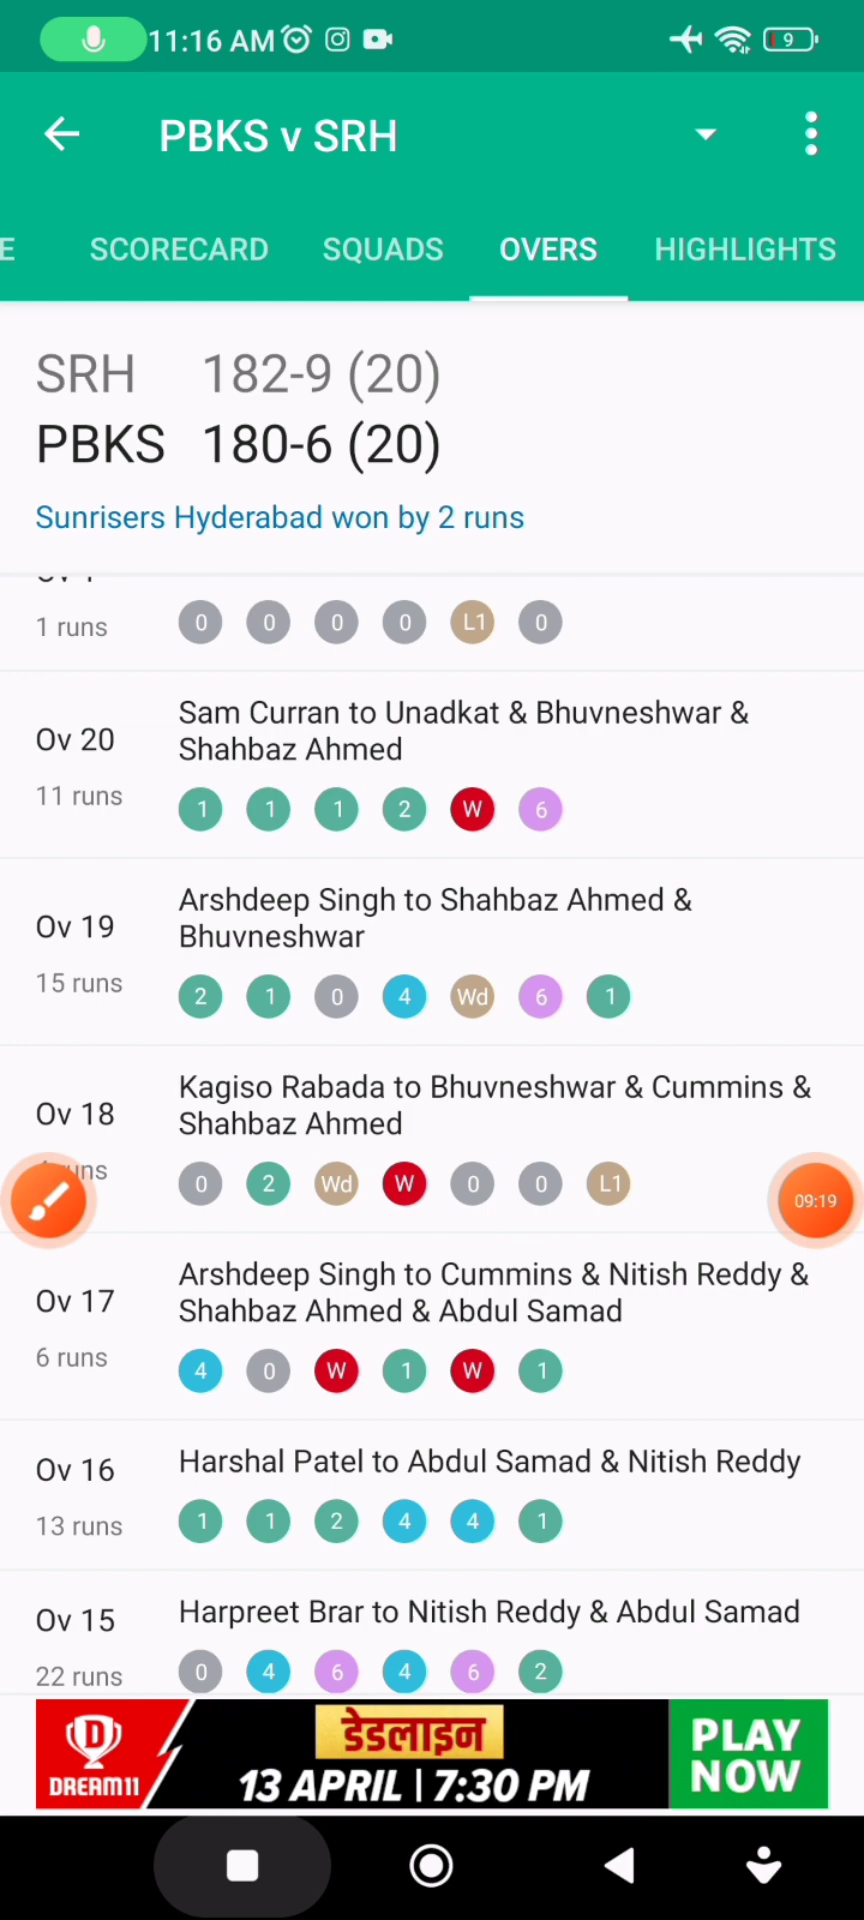 11:16 AM
9
PBKS v SRH
E SCORECARD SQUADS OVERS HIGHLIGHTS
SRH 182-9 (20)
PBKS 180-6 (20)
Sunrisers Hyderabad won by 2 runs
1 runs
0 0 0 0 L1 0
Ov 20
11 runs
Sam Curran to Unadkat & Bhuvneshwar &
Shahbaz Ahmed
1 1 1 2 W 6
Ov 19
15 runs
Arshdeep Singh to Shahbaz Ahmed &
Bhuvneshwar
2 1 0 4 Wd 6 1
Ov 18
Kagiso Rabada to Bhuvneshwar & Cummins &
Shahbaz Ahmed
0 2 Wd W 0 0 L1
09:19
Ov 17
6 runs
Arshdeep Singh to Cummins & Nitish Reddy &
Shahbaz Ahmed & Abdul Samad
4 0 W 1 W 1
Ov 16
13 runs
Harshal Patel to Abdul Samad & Nitish Reddy
1 1 2 4 4 1
Ov 15
22 runs
Harpreet Brar to Nitish Reddy & Abdul Samad
0 4 6 4 6 2
D
DREAM11
डेडलाइन
13 APRIL | 7:30 PM
PLAY
NOW